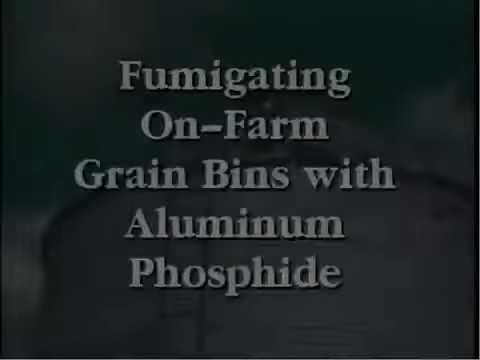 Fumigating
On-Farm
Grain Bins with
Aluminum
Phosphide